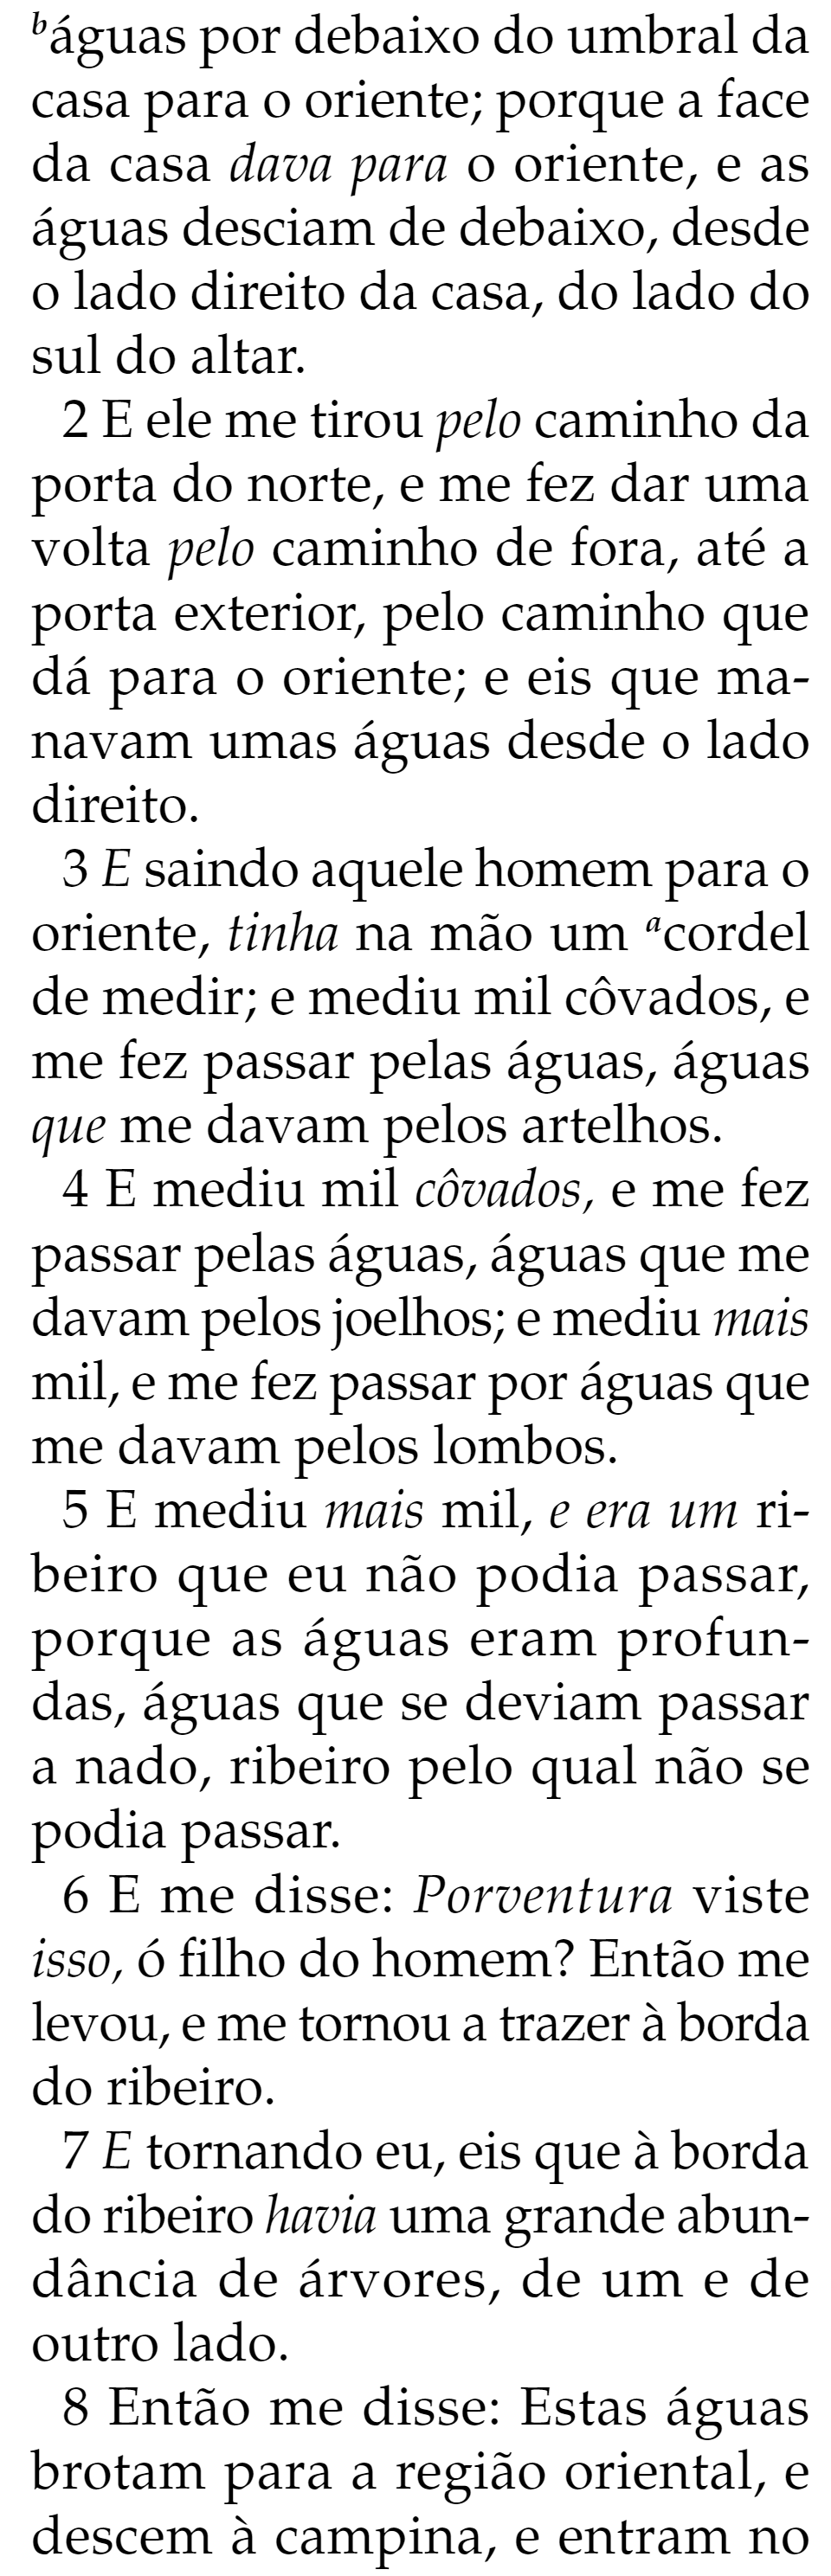 ᵇáguas por debaixo do umbral da
casa para o oriente; porque a face
da casa dava para o oriente, e as
águas desciam de debaixo, desde
o lado direito da casa, do lado do
sul do altar.
2 E ele me tirou pelo caminho da
porta do norte, e me fez dar uma
volta pelo caminho de fora, até a
porta exterior, pelo caminho que
dá para o oriente; e eis que ma-
navam umas águas desde o lado
direito.
3 E saindo aquele homem para o
oriente, tinha na mão um ᵃcordel
de medir; e mediu mil côvados, e
me fez passar pelas águas, águas
que me davam pelos artelhos.
4 E mediu mil côvados, e me fez
passar pelas águas, águas que me
davam pelos joelhos; e mediu mais
mil, e me fez passar por águas que
me davam pelos lombos.
5 E mediu mais mil, e era um ri-
beiro que eu não podia passar,
porque as águas eram profun-
das, águas que se deviam passar
a nado, ribeiro pelo qual não se
podia passar.
6 E me disse: Porventura viste
isso, ó filho do homem? Então me
levou, e me tornou a trazer à borda
do ribeiro.
7 E tornando eu, eis que à borda
do ribeiro havia uma grande abun-
dância de árvores, de um e de
outro lado.
8 Então me disse: Estas águas
brotam para a região oriental, e
descem à campina, e entram no